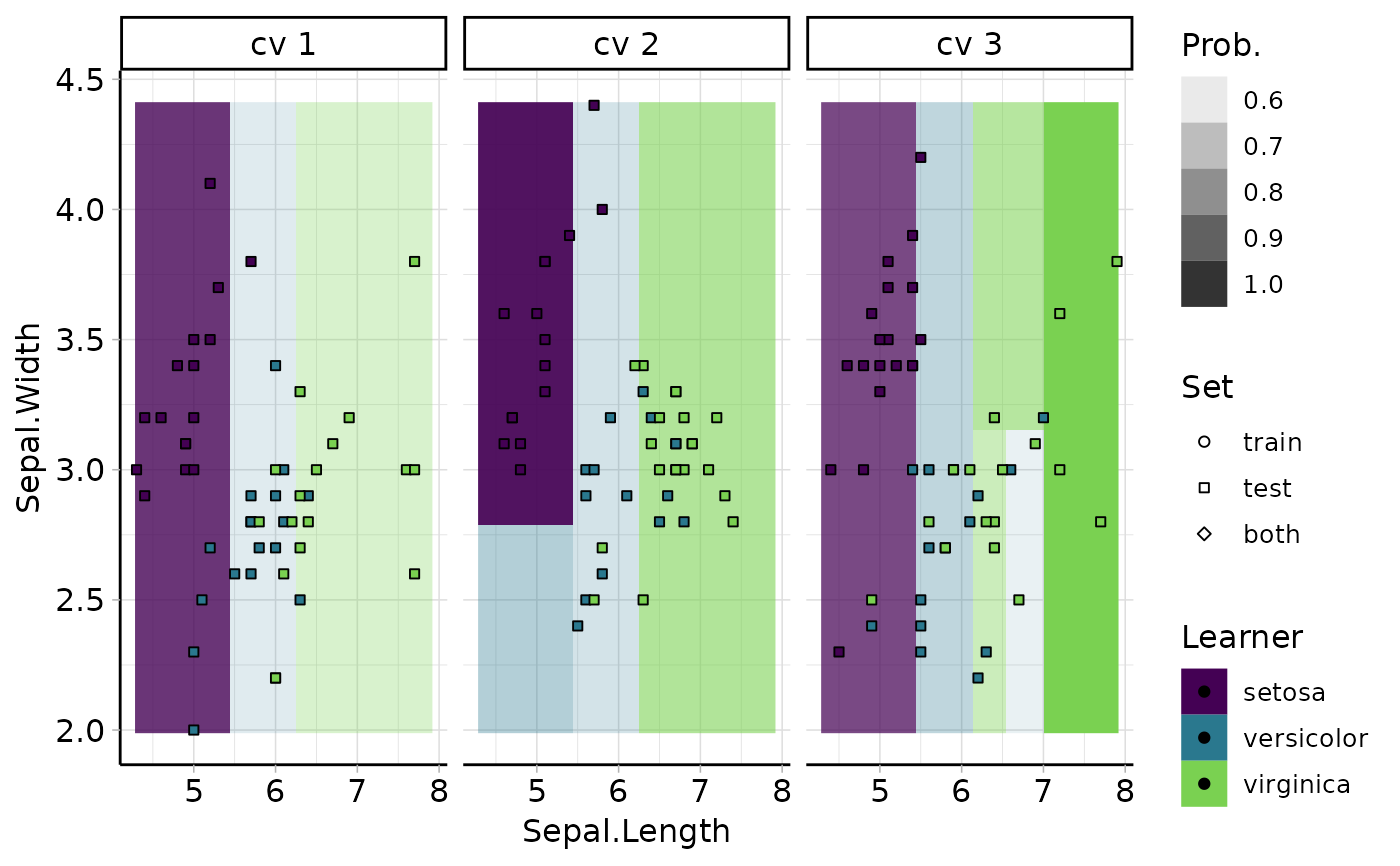 cv 1
cv 2
cv 3
4.5
4.0
3.5
3.0
2.5
2.0
Sepal.Width
5 6 7 8
5 6 7 8
5 6 7 8
Sepal.Length
Prob.
0.6
0.7
0.8
0.9
1.0
Set
train
test
both
Learner
setosa
versicolor
virginica